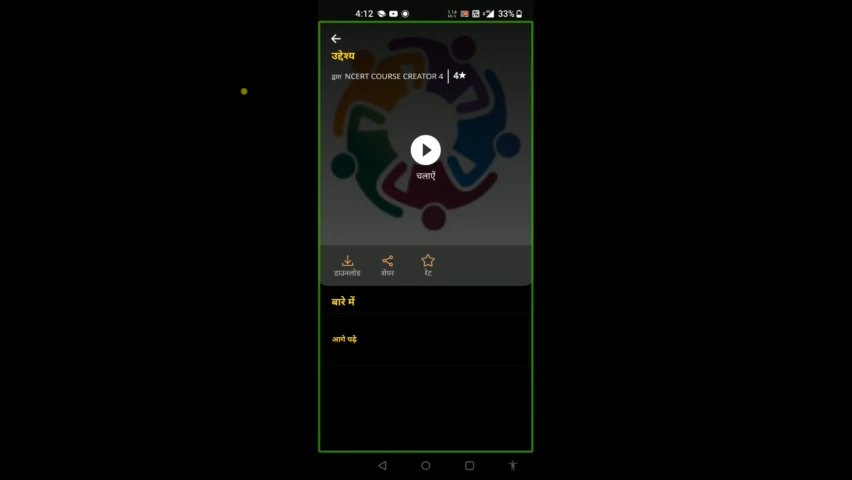 4:12 33%
उद्देश्य
द्वारा NCERT COURSE CREATOR 4 | 4★
चलाऐं
डाउनलोड शेयर रेट
बारे में
आगे पढ़े